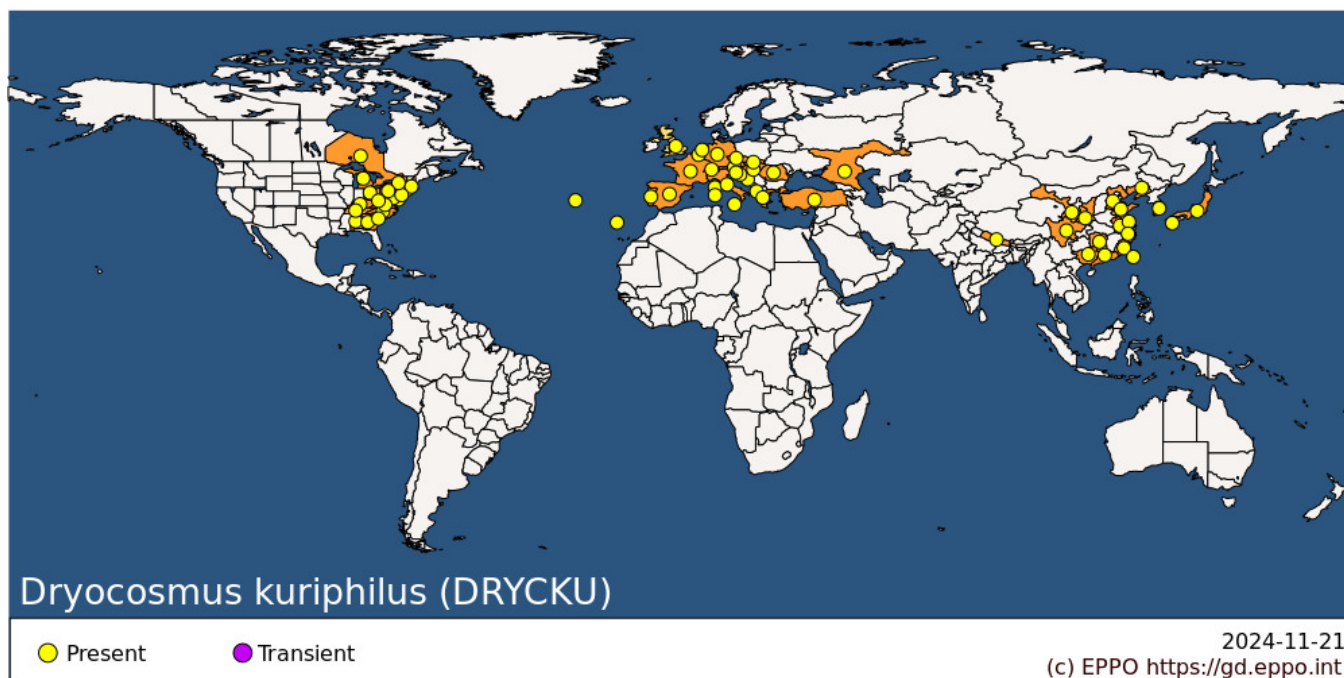 Dryocosmus kuriphilus (DRYCKU)
Present
Transient
2024-11-21
(c) EPPO https://gd.eppo.int